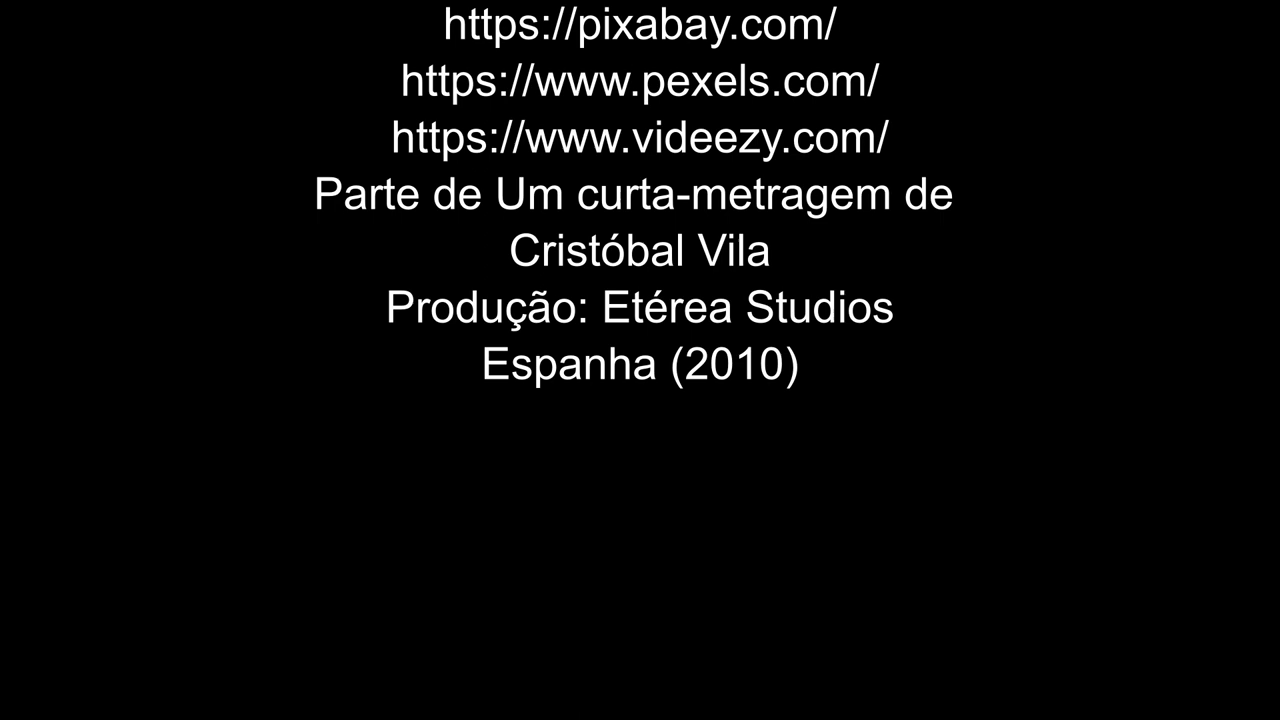 https://pixabay.com/
https://www.pexels.com/
https://www.videezy.com/
Parte de Um curta-metragem de
Cristóbal Vila
Produção: Etérea Studios
Espanha (2010)